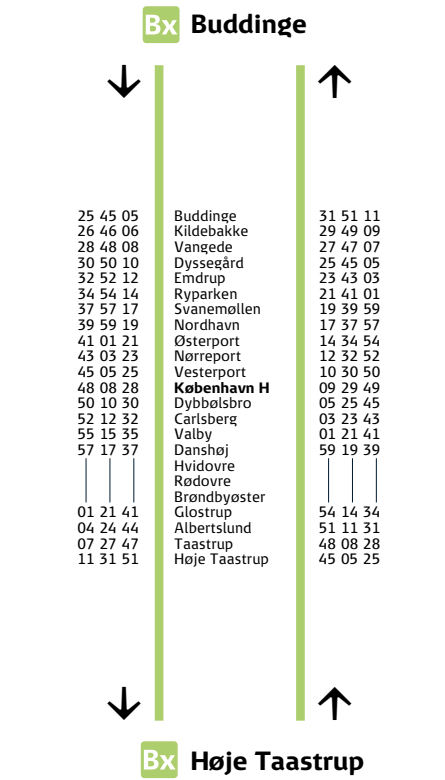 Bx Buddinge
25 45 05 Buddinge 31 51 11
26 46 06 Kildebakke 29 49 09
28 48 08 Vangede 27 47 07
30 50 10 Dyssegård 25 45 05
32 52 12 Emdrup 23 43 03
34 54 14 Ryparken 21 41 01
37 57 17 Svanemøllen 19 39 59
39 59 19 Nordhavn 17 37 57
41 01 21 Østerport 14 34 54
43 03 23 Nørreport 12 32 52
45 05 25 Vesterport 10 30 50
48 08 28 København H 09 29 49
50 10 30 Dybbølsbro 05 25 45
52 12 32 Carlsberg 03 23 43
55 15 35 Valby 01 21 41
57 17 37 Danshøj 59 19 39
Hvidovre
Rødovre
Brøndbyøster
01 21 41 Glostrup 54 14 34
04 24 44 Albertslund 51 11 31
07 27 47 Taastrup 48 08 28
11 31 51 Høje Taastrup 45 05 25
Bx Høje Taastrup